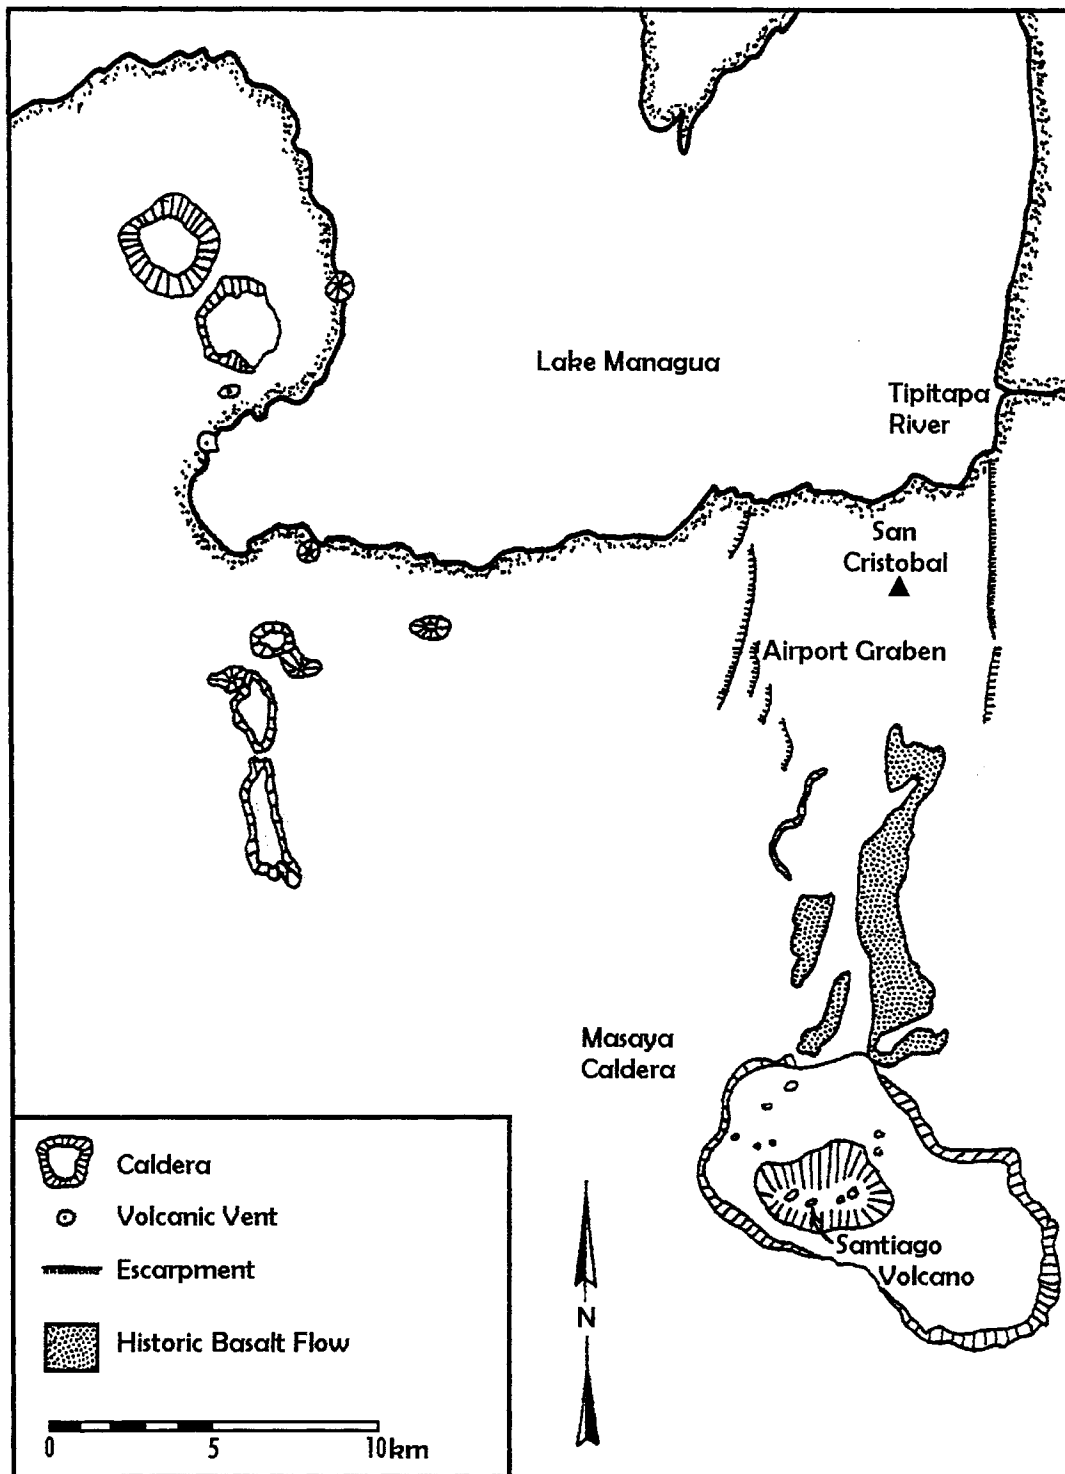 Lake Managua
Tipitapa
River
San
Cristobal
Airport Graben
Masaya
Caldera
Santiago
Volcano
Caldera
Volcanic Vent
Escarpment
Historic Basalt Flow
N
0 5 10km